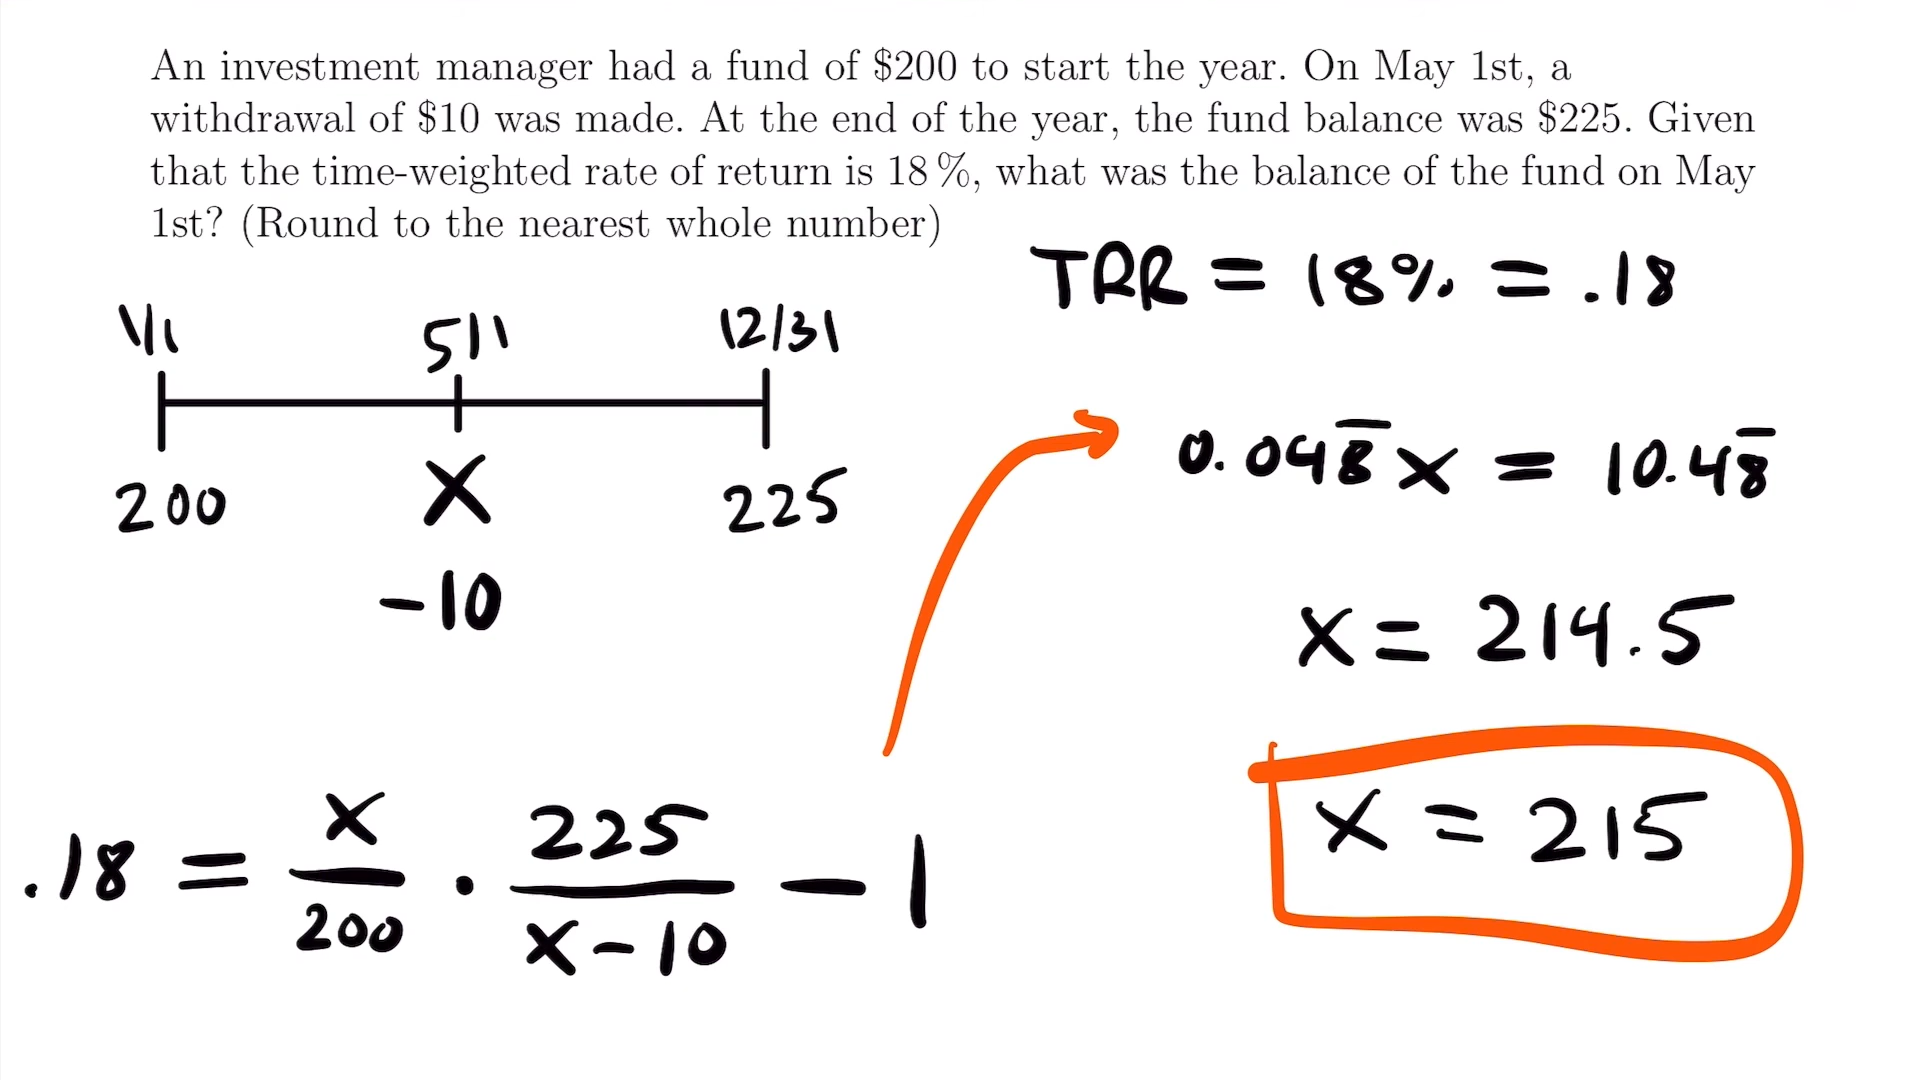 An investment manager had a fund of $200 to start the year. On May 1st, a
withdrawal of $10 was made. At the end of the year, the fund balance was $225. Given
that the time-weighted rate of return is 18 %, what was the balance of the fund on May
1st? (Round to the nearest whole number)
TRR = 18% = .18
1/1 5/1 12/31
200 X 225
-10
0.048̅x = 10.48̅
x = 214.5
x = 215
.18 = x/200 · 225/(x-10) - 1